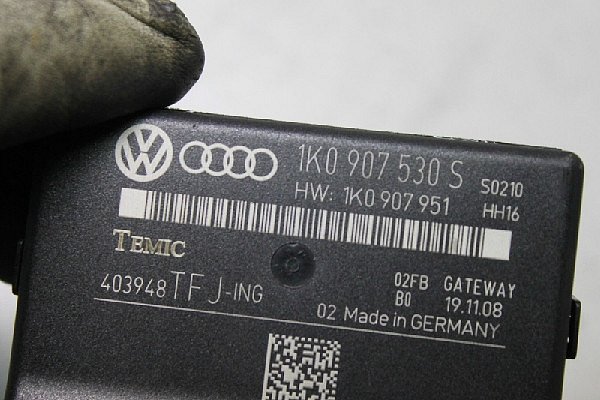 1K0 907 530 S S0210
HW: 1K0 907 951 HH16
TEMIC
02FB GATEWAY
403948 TFJ-ING B0 19.11.08
02 Made in GERMANY